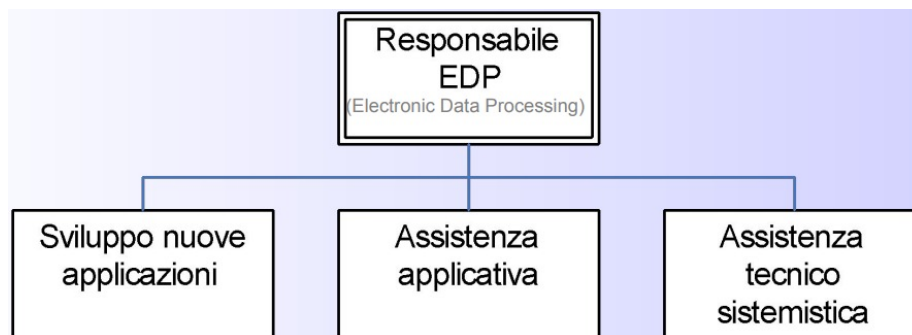 Responsabile
EDP
(Electronic Data Processing)
Sviluppo nuove
applicazioni
Assistenza
applicativa
Assistenza
tecnico
sistemistica